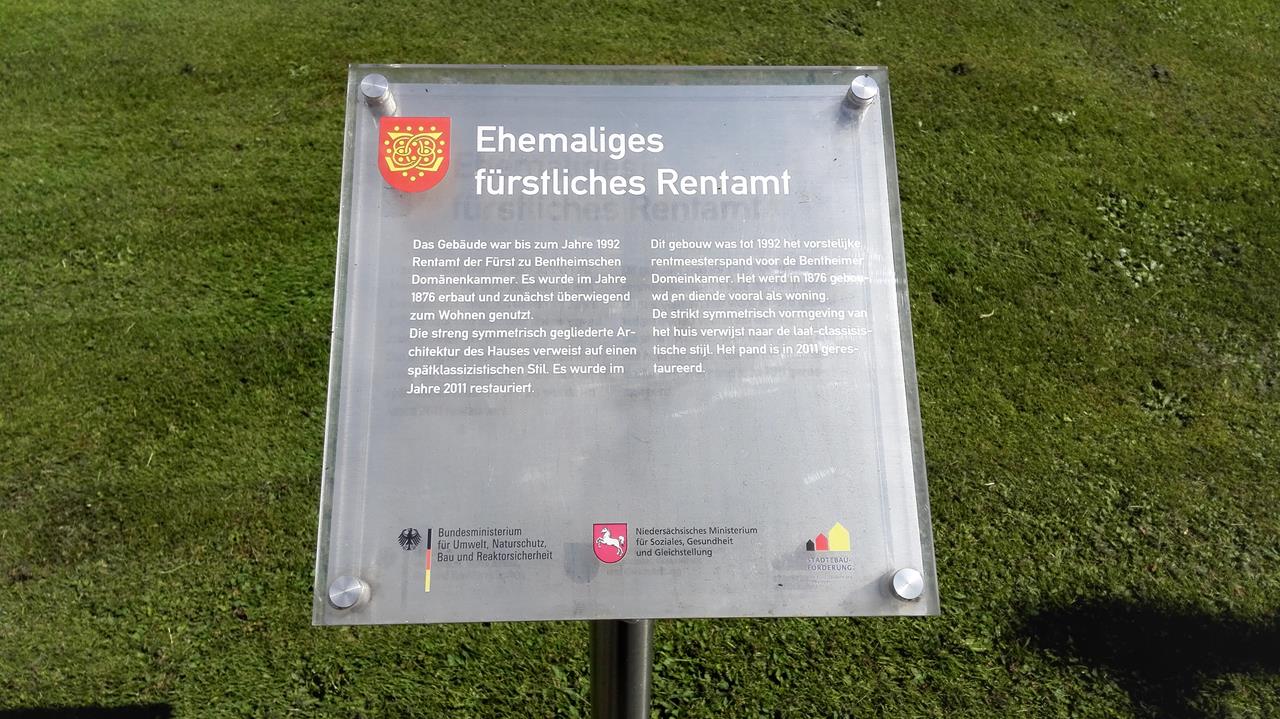 Ehemaliges
fürstliches Rentamt
Das Gebäude war bis zum Jahre 1992
Rentamt der Fürst zu Bentheimschen
Domänenkammer. Es wurde im Jahre
1876 erbaut und zunächst überwiegend
zum Wohnen genutzt.
Die streng symmetrisch gegliederte Ar-
chitektur des Hauses verweist auf einen
spätklassizistischen Stil. Es wurde im
Jahre 2011 restauriert.
Dit gebouw was tot 1992 het vorstelijke
rentmeesterspand voor de Bentheimer
Domeinkamer. Het werd in 1876 gebou-
wd en diende vooral als woning.
De strikt symmetrisch vormgeving van
het huis verwijst naar de laat-classisis-
tische stijl. Het pand is in 2011 geres-
taureerd.
Bundesministerium
für Umwelt, Naturschutz,
Bau und Reaktorsicherheit
Niedersächsisches Ministerium
für Soziales, Gesundheit
und Gleichstellung
STÄDTEBAU-
FÖRDERUNG